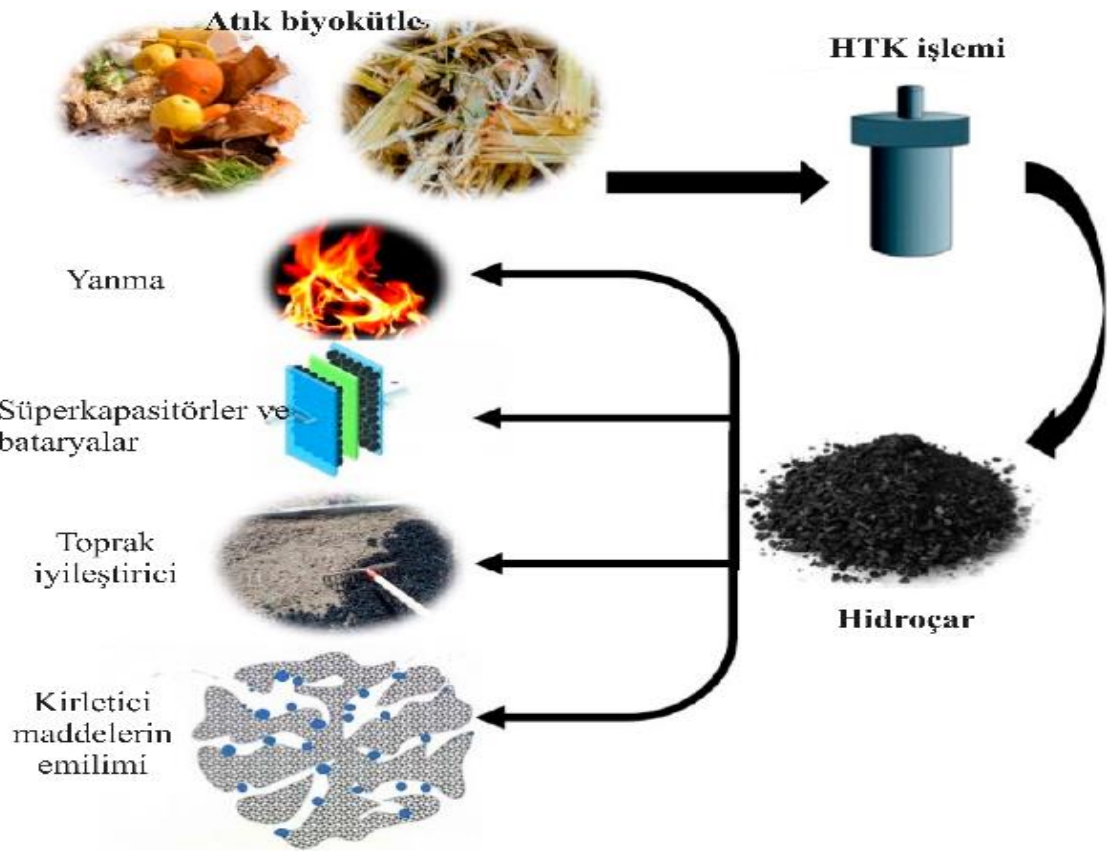 Atık biyokütle
HTK işlemi
Yanma
Süperkapasitörler ve
bataryalar
Toprak
iyileştirici
Hidroçar
Kirletici
maddelerin
emilimi